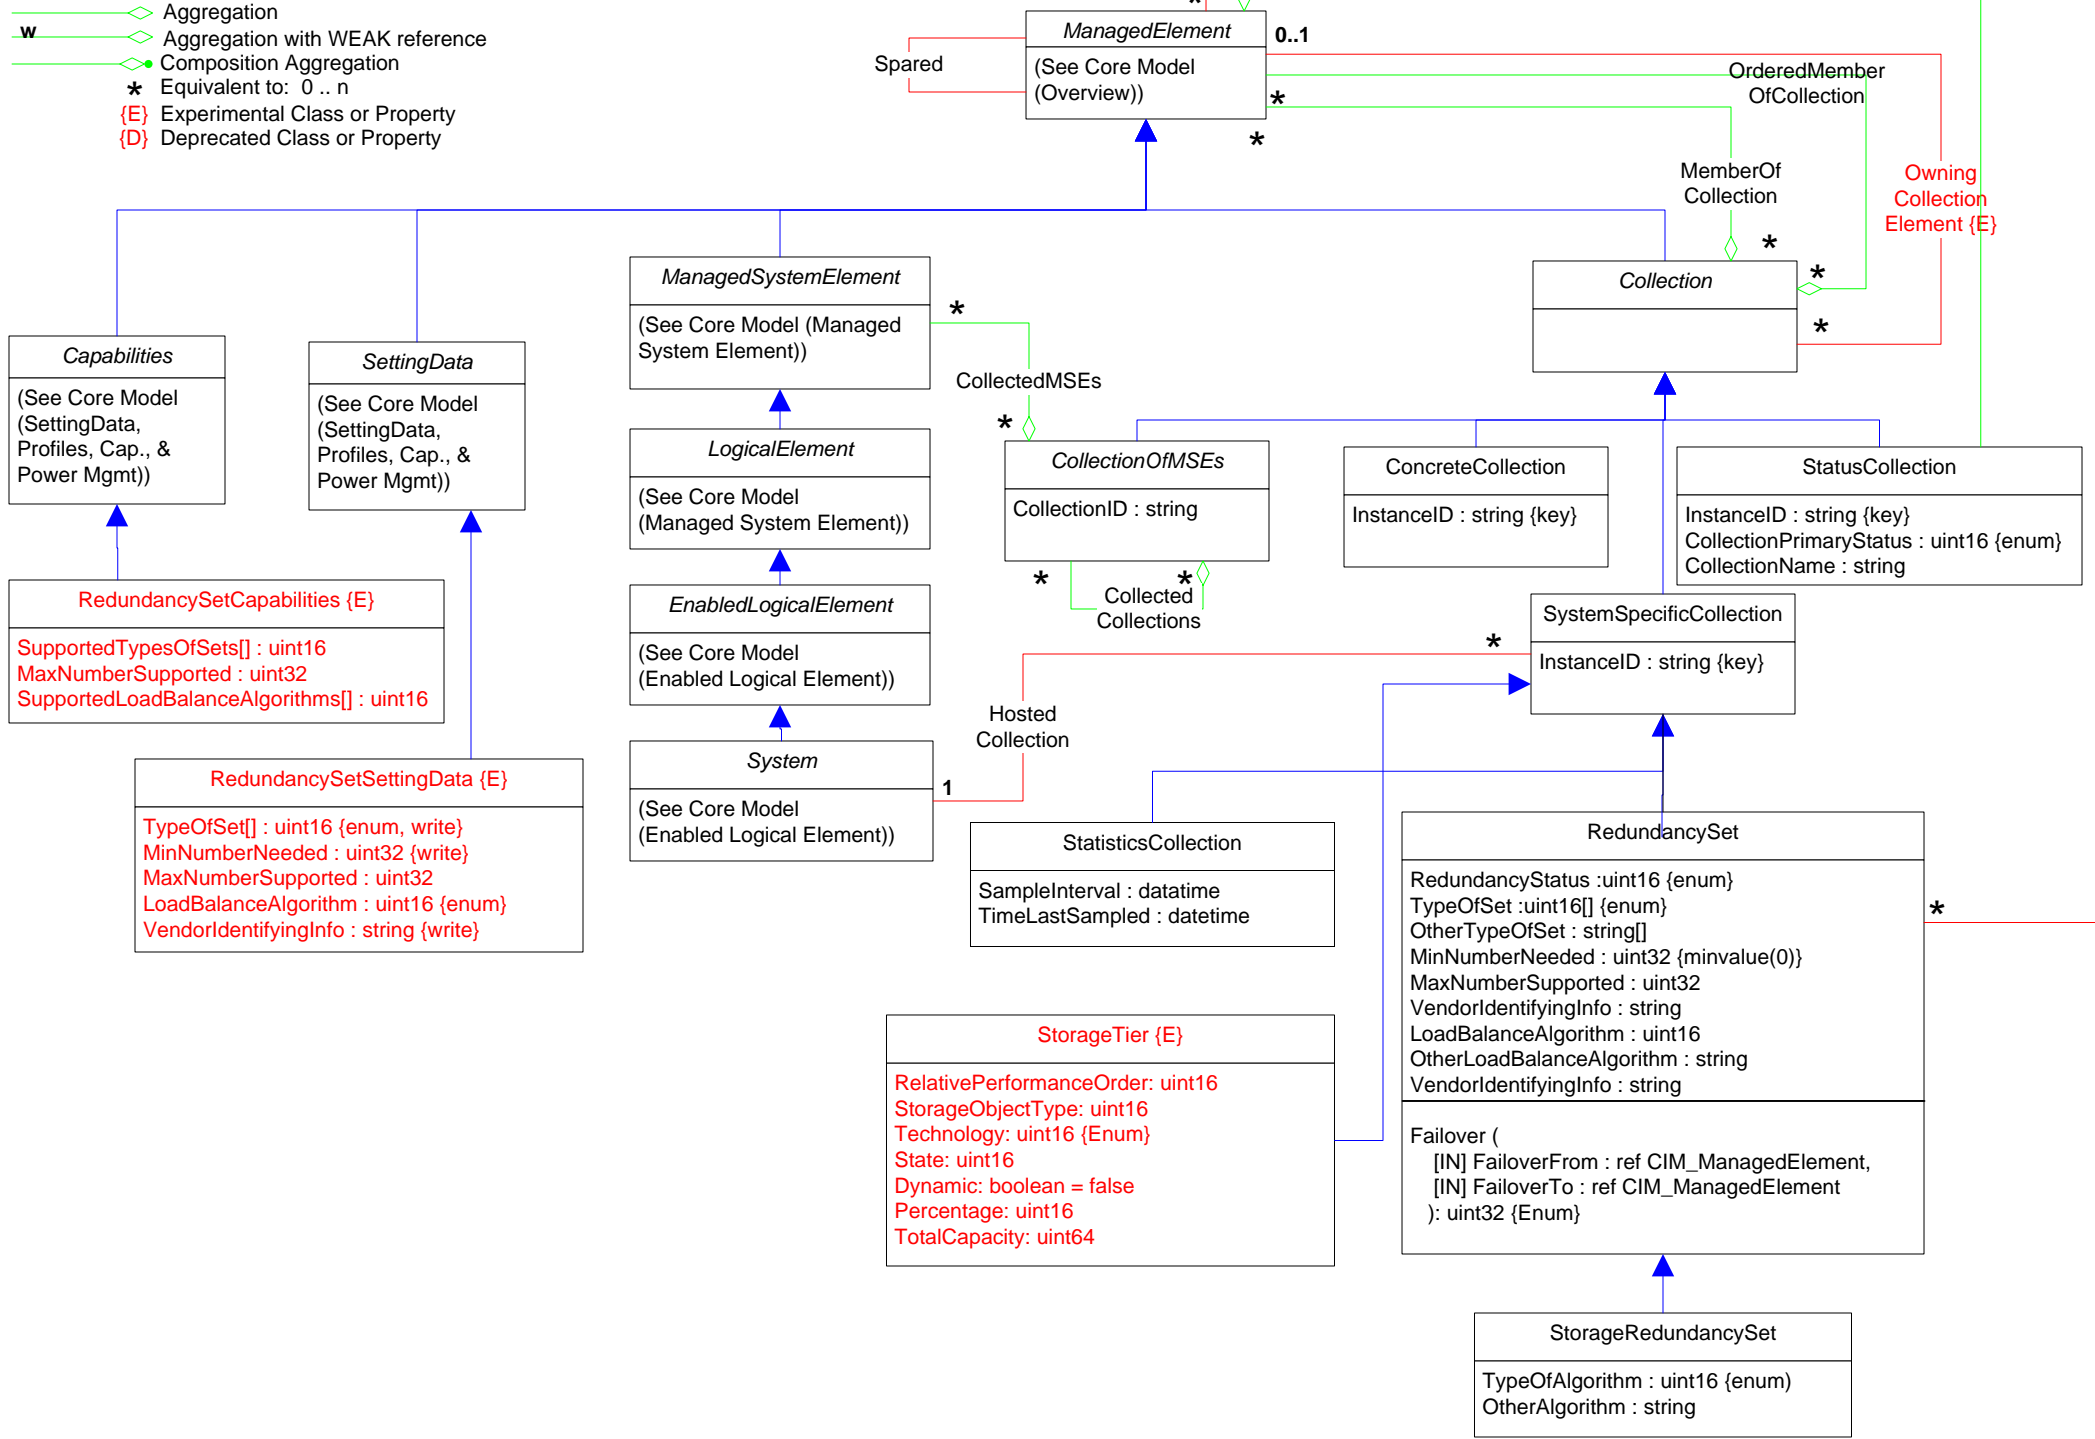 Aggregation
w
Aggregation with WEAK reference
Composition Aggregation
* Equivalent to: 0 .. n
{E} Experimental Class or Property
{D} Deprecated Class or Property
*
ManagedElement
(See Core Model
(Overview))
0..1
Spared
*
*
OrderedMember
OfCollection
MemberOf
Collection
Owning
Collection
Element {E}
*
*
*
Collection
ManagedSystemElement
(See Core Model (Managed
System Element))
*
CollectedMSEs
*
Capabilities
(See Core Model
(SettingData,
Profiles, Cap., &
Power Mgmt))
SettingData
(See Core Model
(SettingData,
Profiles, Cap., &
Power Mgmt))
LogicalElement
(See Core Model
(Managed System Element))
CollectionOfMSEs
CollectionID : string
*
*
Collected
Collections
ConcreteCollection
InstanceID : string {key}
StatusCollection
InstanceID : string {key}
CollectionPrimaryStatus : uint16 {enum}
CollectionName : string
RedundancySetCapabilities {E}
SupportedTypesOfSets[] : uint16
MaxNumberSupported : uint32
SupportedLoadBalanceAlgorithms[] : uint16
EnabledLogicalElement
(See Core Model
(Enabled Logical Element))
SystemSpecificCollection
InstanceID : string {key}
*
Hosted
Collection
1
System
(See Core Model
(Enabled Logical Element))
RedundancySetSettingData {E}
TypeOfSet[] : uint16 {enum, write}
MinNumberNeeded : uint32 {write}
MaxNumberSupported : uint32
LoadBalanceAlgorithm : uint16 {enum}
VendorIdentifyingInfo : string {write}
StatisticsCollection
SampleInterval : datatime
TimeLastSampled : datetime
RedundancySet
RedundancyStatus :uint16 {enum}
TypeOfSet :uint16[] {enum}
OtherTypeOfSet : string[]
MinNumberNeeded : uint32 {minvalue(0)}
MaxNumberSupported : uint32
VendorIdentifyingInfo : string
LoadBalanceAlgorithm : uint16
OtherLoadBalanceAlgorithm : string
VendorIdentifyingInfo : string
Failover (
[IN] FailoverFrom : ref CIM_ManagedElement,
[IN] FailoverTo : ref CIM_ManagedElement
): uint32 {Enum}
*
StorageTier {E}
RelativePerformanceOrder: uint16
StorageObjectType: uint16
Technology: uint16 {Enum}
State: uint16
Dynamic: boolean = false
Percentage: uint16
TotalCapacity: uint64
StorageRedundancySet
TypeOfAlgorithm : uint16 {enum)
OtherAlgorithm : string